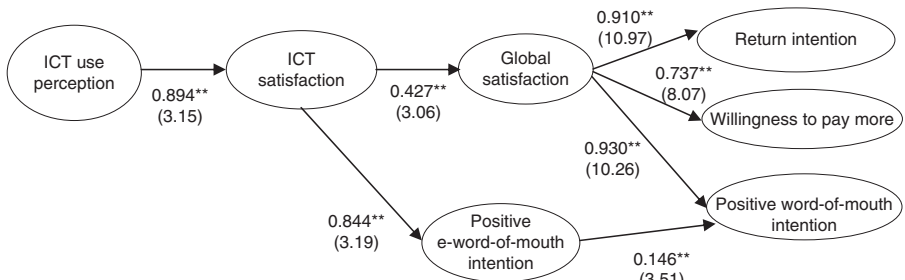 ICT use
perception
0.894**
(3.15)
ICT
satisfaction
0.427**
(3.06)
Global
satisfaction
0.910**
(10.97)
Return intention
0.737**
(8.07)
Willingness to pay more
0.930**
(10.26)
Positive word-of-mouth
intention
0.844**
(3.19)
Positive
e-word-of-mouth
intention
0.146**
(3.51)